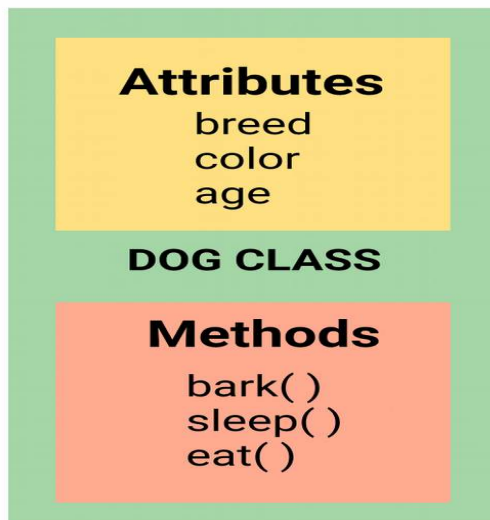 Attributes
breed
color
age
DOG CLASS
Methods
bark( )
sleep( )
eat( )